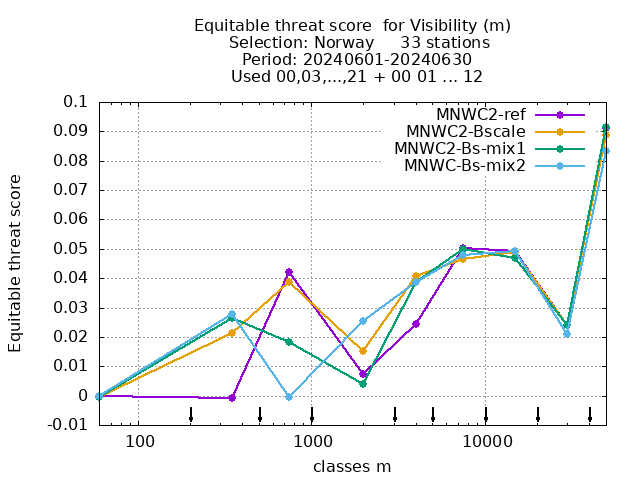 Equitable threat score  for Visibility (m)
Selection: Norway     33 stations
Period: 20240601-20240630
Used 00,03,...,21 + 00 01 ... 12
Equitable threat score
0.1
0.09
0.08
0.07
0.06
0.05
0.04
0.03
0.02
0.01
0
-0.01
MNWC2-ref
MNWC2-Bscale
MNWC2-Bs-mix1
MNWC-Bs-mix2
100
1000
10000
classes m